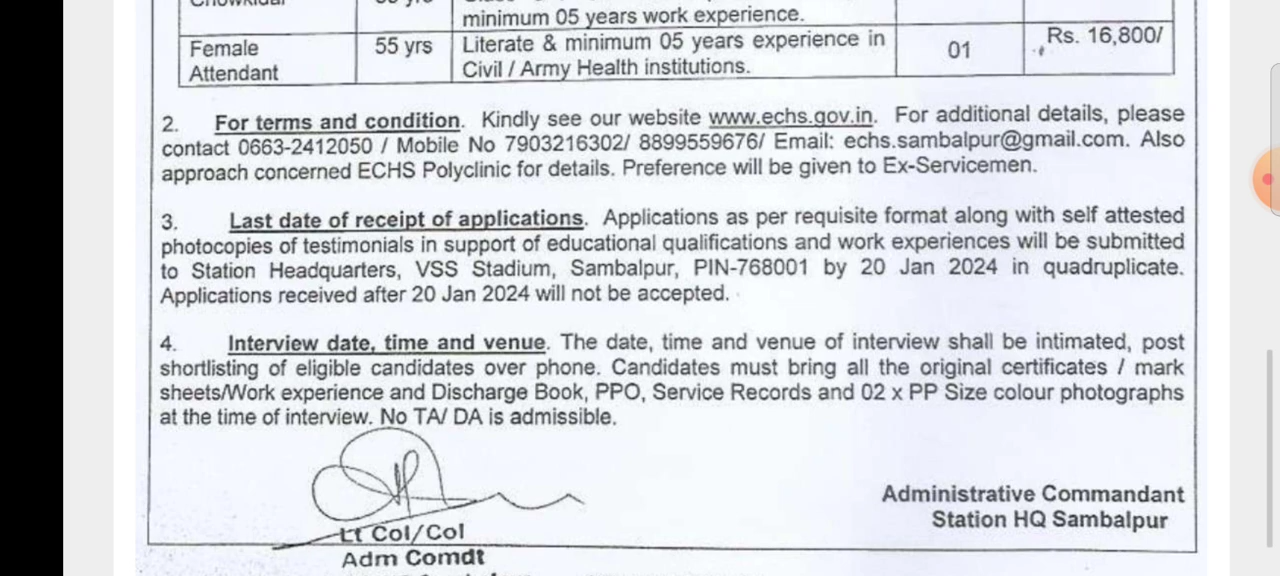 minimum 05 years work experience.
Female 55 yrs Literate & minimum 05 years experience in 01 Rs. 16,800/
Attendant Civil / Army Health institutions.
2. For terms and condition. Kindly see our website www.echs.gov.in. For additional details, please
contact 0663-2412050 / Mobile No 7903216302/ 8899559676/ Email: echs.sambalpur@gmail.com. Also
approach concerned ECHS Polyclinic for details. Preference will be given to Ex-Servicemen.
3. Last date of receipt of applications. Applications as per requisite format along with self attested
photocopies of testimonials in support of educational qualifications and work experiences will be submitted
to Station Headquarters, VSS Stadium, Sambalpur, PIN-768001 by 20 Jan 2024 in quadruplicate.
Applications received after 20 Jan 2024 will not be accepted.
4. Interview date, time and venue. The date, time and venue of interview shall be intimated, post
shortlisting of eligible candidates over phone. Candidates must bring all the original certificates / mark
sheets/Work experience and Discharge Book, PPO, Service Records and 02 x PP Size colour photographs
at the time of interview. No TA/ DA is admissible.
Administrative Commandant
Station HQ Sambalpur
Lt Col/Col
Adm Comdt